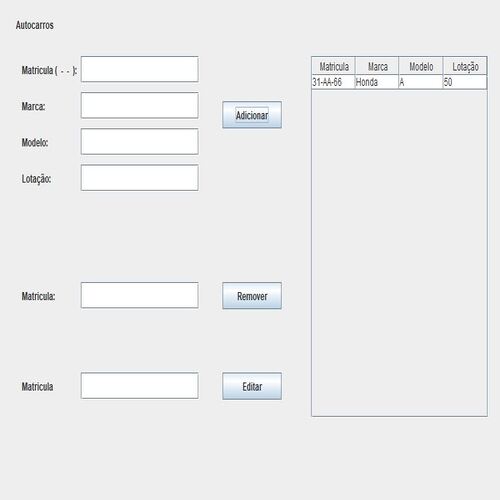 Autocarros
Matricula ( - - ):
Marca:
Modelo:
Lotação:
Adicionar
Matricula Marca Modelo Lotação
31-AA-66 Honda A 50
Matricula:
Remover
Matricula
Editar